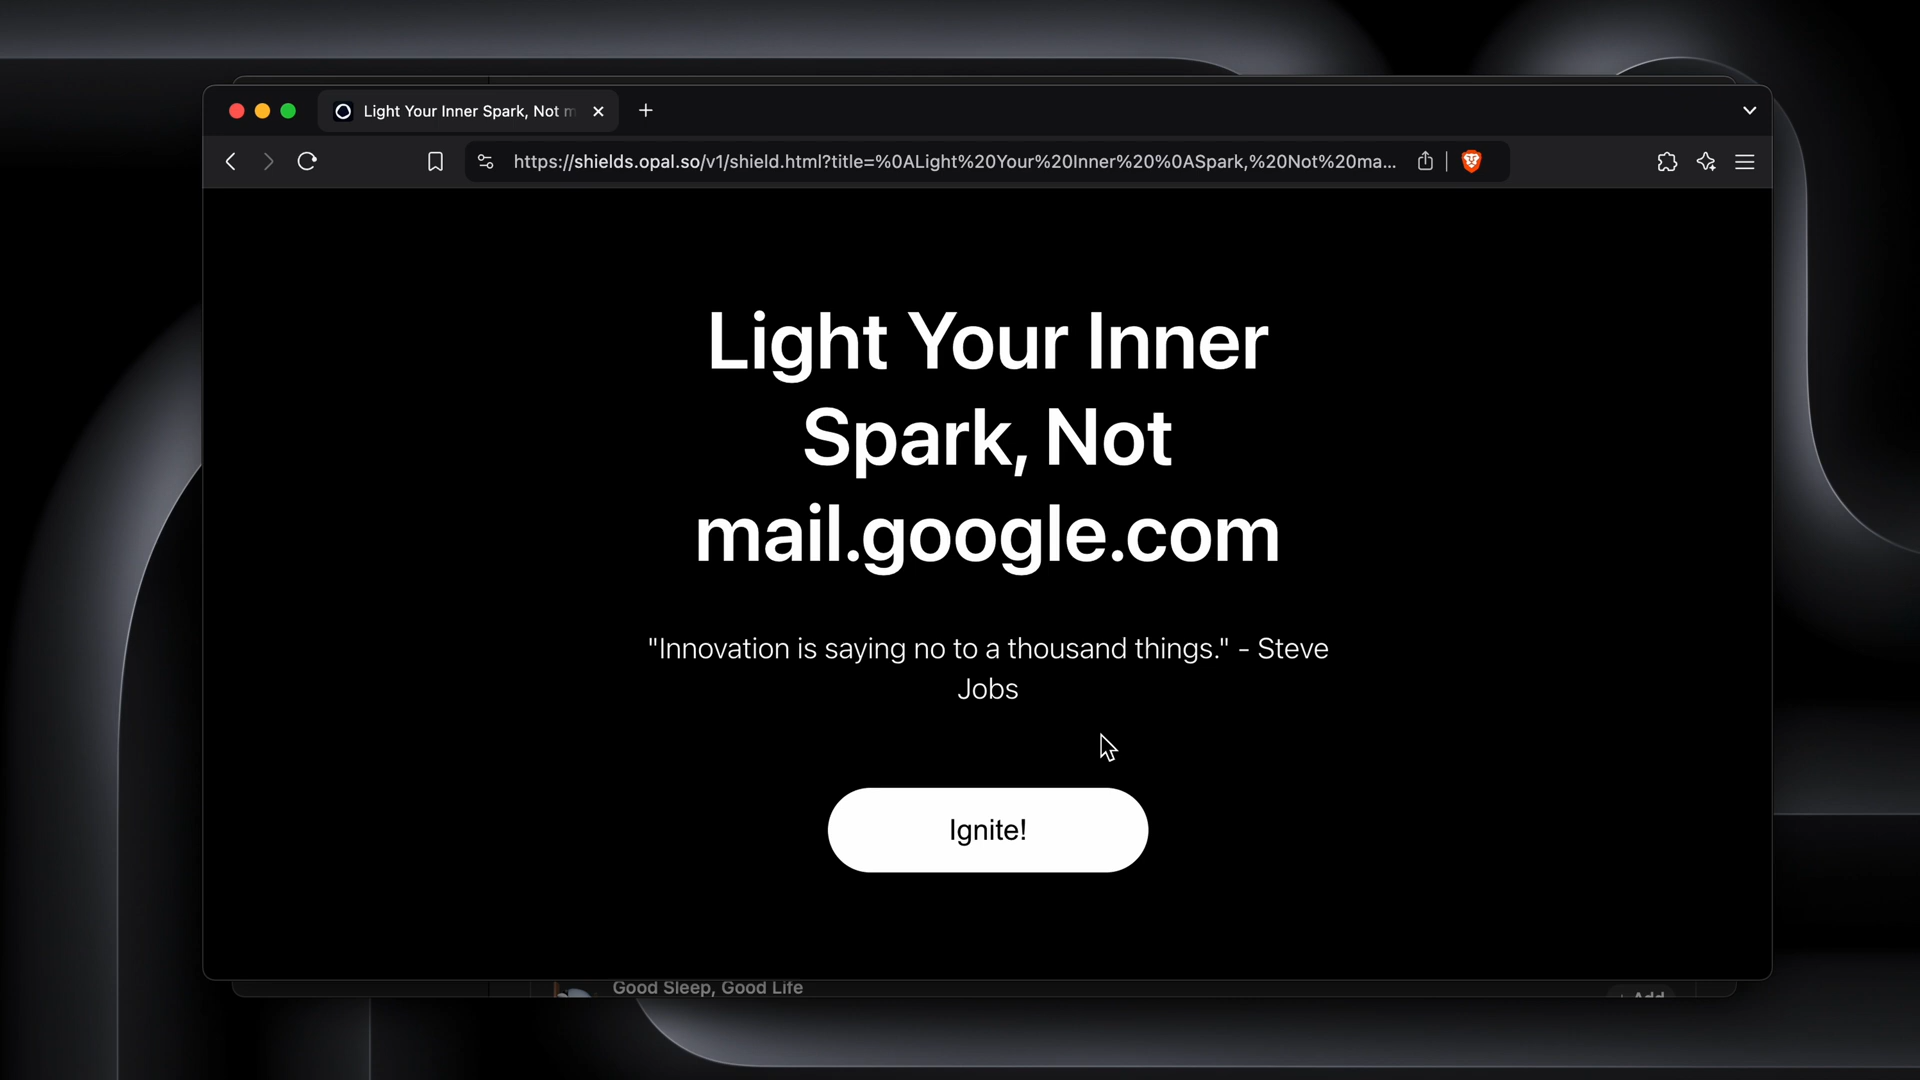 Light Your Inner Spark, Not m
https://shields.opal.so/v1/shield.html?title=%0ALight%20Your%20Inner%20%0ASpark,%20Not%20ma...
Light Your Inner
Spark, Not
mail.google.com
"Innovation is saying no to a thousand things." - Steve
Jobs
Ignite!
Good Sleep, Good Life
+ Add